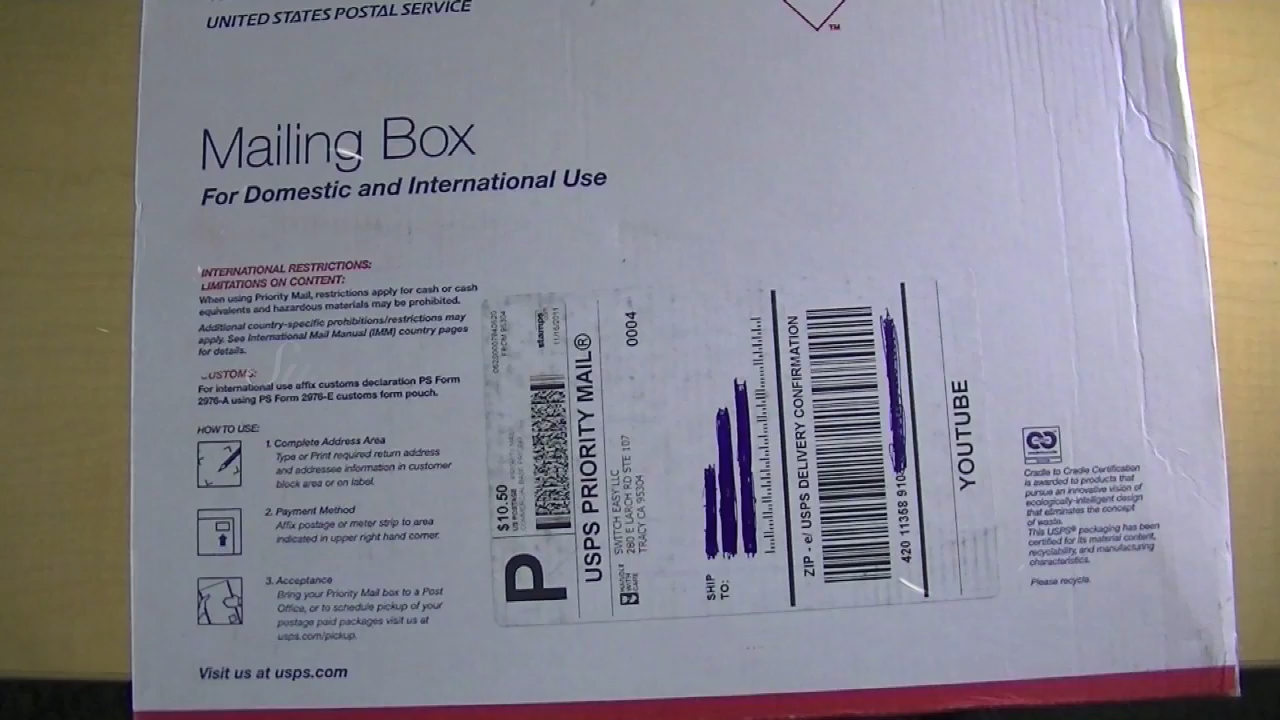 UNITED STATES POSTAL SERVICE
TM
Mailing Box
For Domestic and International Use
INTERNATIONAL RESTRICTIONS:
LIMITATIONS ON CONTENT:
When using Priority Mail, restrictions apply for cash or cash
equivalents and hazardous materials may be prohibited.
Additional country-specific prohibitions/restrictions may
apply. See International Mail Manual (IMM) country pages
for details.
USTOMS:
For international use affix customs declaration PS Form
2976-A using PS Form 2976-E customs form pouch.
HOW TO USE:
1. Complete Address Area
Type or Print required return address
and addressee information in customer
block area or on label.
2. Payment Method
Affix postage or meter strip to area
indicated in upper right hand corner.
3. Acceptance
Bring your Priority Mail box to a Post
Office, or to schedule pickup of your
postage paid packages visit us at
usps.com/pickup.
Visit us at usps.com
P
$10.50
US POSTAGE
FROM 95304
stamps
11/16/2011
USPS PRIORITY MAIL®
HANDLE
WITH
CARE
SWITCH EASY LLC
280 E LARCH RD STE 107
TRACY CA 95304
0004
SHIP
TO:
ZIP - e/ USPS DELIVERY CONFIRMATION
420 11358 910
YOUTUBE
Cradle to Cradle Certification
is awarded to products that
pursue an innovative vision of
ecologically-intelligent design
that eliminates the concept
of waste.
This USPS® packaging has been
certified for its material content,
recyclability, and manufacturing
characteristics.
Please recycle.